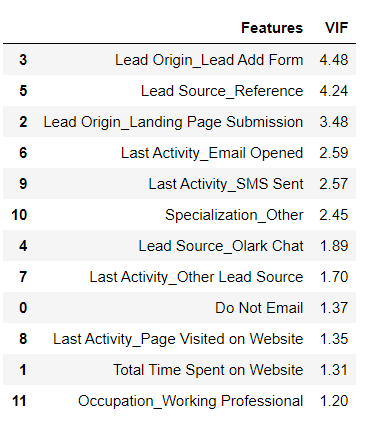 Features VIF
3 Lead Origin_Lead Add Form 4.48
5 Lead Source_Reference 4.24
2 Lead Origin_Landing Page Submission 3.48
6 Last Activity_Email Opened 2.59
9 Last Activity_SMS Sent 2.57
10 Specialization_Other 2.45
4 Lead Source_Olark Chat 1.89
7 Last Activity_Other Lead Source 1.70
0 Do Not Email 1.37
8 Last Activity_Page Visited on Website 1.35
1 Total Time Spent on Website 1.31
11 Occupation_Working Professional 1.20